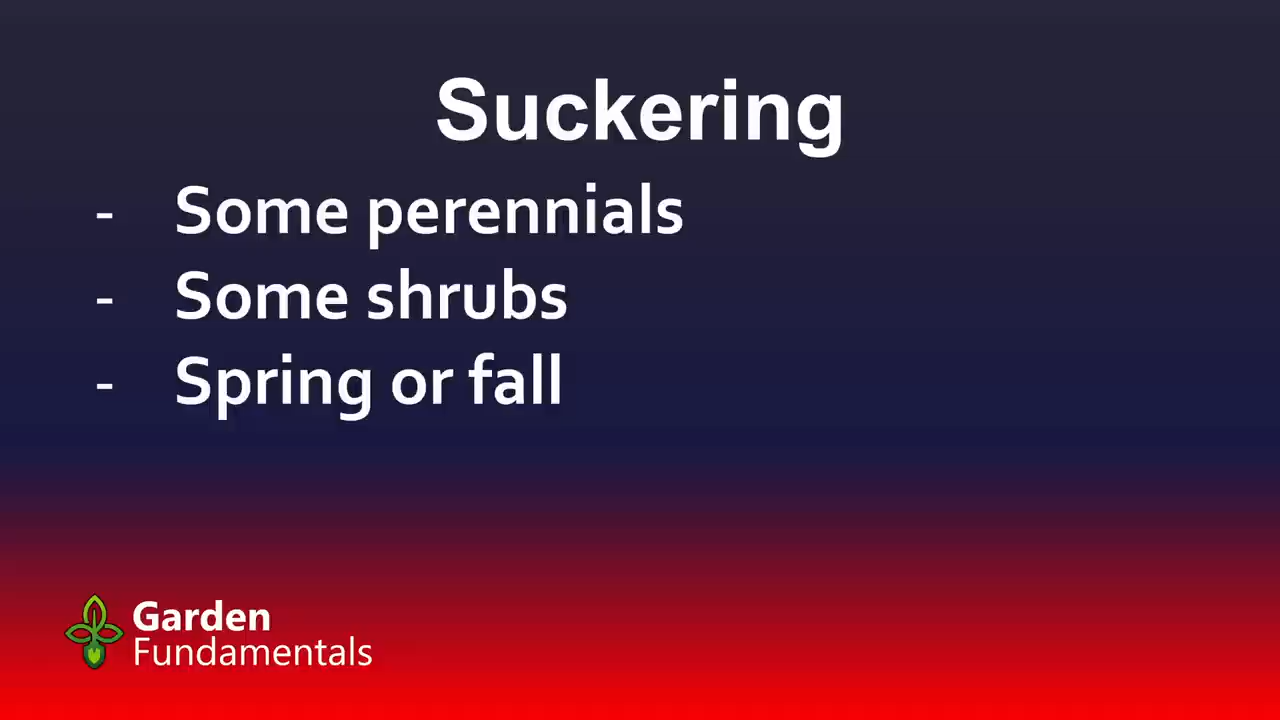 Suckering
- Some perennials
- Some shrubs
- Spring or fall
Garden
Fundamentals